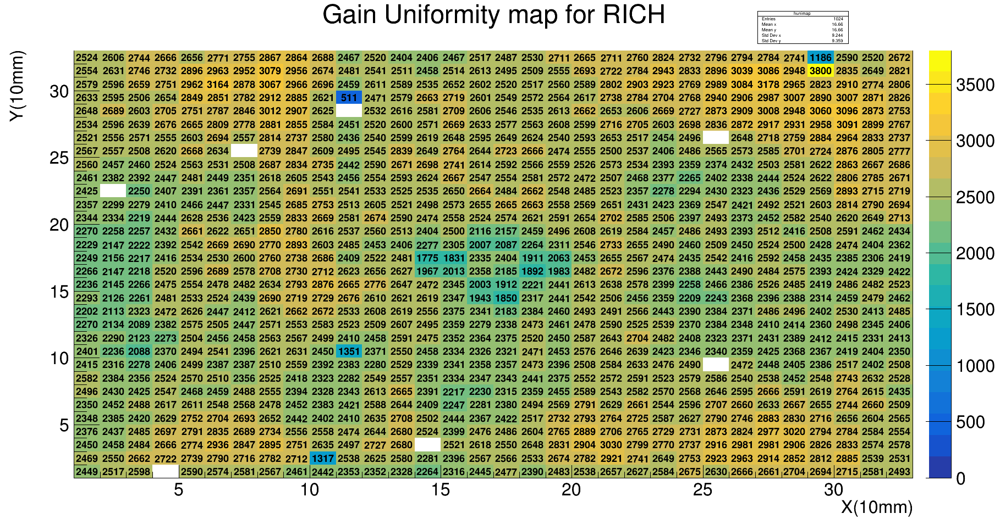 Gain Uniformity map for RICH
hunimap
Entries 1024
Mean x 16.66
Mean y 16.66
Std Dev x 9.244
Std Dev y 9.359
Y(10mm)
2524 2606 2744 2666 2656 2771 2755 2867 2864 2688 2467 2520 2404 2406 2467 2517 2487 2530 2711 2665 2711 2760 2824 2732 2796 2794 2784 2741 1186 2590 2520 2672
2554 2631 2746 2732 2896 2963 2952 3079 2956 2674 2481 2541 2511 2458 2514 2613 2495 2509 2555 2693 2722 2784 2943 2833 2896 3039 3086 2948 3800 2835 2649 2821
2579 2596 2659 2751 2962 3164 2878 3067 2966 2696 2459 2611 2589 2535 2652 2602 2520 2517 2560 2589 2802 2903 2923 2769 2989 3084 3178 2965 2823 2910 2774 2806
2633 2595 2506 2654 2849 2851 2782 2912 2885 2621 511 2471 2579 2663 2719 2601 2549 2572 2564 2617 2738 2784 2704 2768 2940 2906 2987 3007 2890 3007 2871 2826
2648 2689 2603 2705 2751 2787 2846 3012 2907 2625 2532 2616 2581 2709 2606 2546 2535 2613 2662 2653 2606 2669 2727 2873 2909 3008 2948 3060 3096 2873 2753
2534 2596 2639 2676 2665 2809 2778 2881 2855 2584 2451 2520 2600 2571 2669 2633 2577 2563 2608 2599 2716 2705 2603 2698 2836 2872 2917 2931 2958 3091 2899 2767
2521 2556 2571 2555 2603 2694 2557 2814 2737 2580 2436 2540 2599 2619 2648 2595 2649 2625 2540 2593 2653 2517 2454 2496 2648 2718 2759 2884 2964 2833 2737
2567 2557 2508 2620 2668 2634 2739 2847 2609 2495 2545 2839 2649 2764 2644 2723 2666 2474 2555 2500 2537 2406 2486 2565 2573 2585 2701 2724 2876 2805 2777
2560 2457 2460 2524 2563 2531 2508 2687 2834 2735 2442 2590 2671 2698 2741 2614 2592 2566 2559 2526 2573 2534 2393 2359 2374 2432 2503 2581 2622 2863 2667 2686
2461 2382 2392 2447 2481 2449 2351 2618 2605 2543 2456 2554 2593 2624 2667 2547 2554 2581 2572 2472 2507 2468 2377 2265 2402 2338 2444 2524 2622 2806 2785 2671
2425 2250 2407 2391 2361 2357 2564 2691 2551 2541 2533 2525 2535 2650 2664 2484 2662 2548 2485 2523 2357 2278 2294 2430 2323 2436 2529 2569 2893 2715 2719
2357 2299 2279 2410 2466 2447 2331 2545 2685 2753 2513 2605 2521 2498 2573 2655 2665 2663 2558 2569 2651 2431 2423 2369 2547 2421 2492 2521 2603 2814 2790 2694
2344 2334 2219 2444 2628 2536 2423 2559 2833 2669 2581 2674 2590 2474 2558 2524 2574 2621 2591 2654 2702 2585 2506 2397 2493 2373 2452 2582 2540 2620 2649 2713
2270 2258 2257 2432 2661 2622 2651 2850 2780 2616 2537 2560 2513 2404 2500 2116 2157 2459 2496 2608 2619 2584 2457 2486 2493 2393 2512 2416 2508 2591 2462 2434
2229 2147 2222 2392 2542 2669 2690 2770 2893 2603 2485 2453 2406 2277 2305 2007 2087 2264 2311 2546 2733 2655 2490 2460 2509 2450 2524 2500 2428 2474 2404 2362
2249 2156 2217 2416 2534 2530 2600 2760 2738 2686 2409 2522 2481 1775 1831 2335 2404 1911 2063 2453 2655 2567 2474 2435 2542 2416 2592 2458 2435 2385 2306 2419
2266 2147 2218 2520 2596 2689 2578 2708 2730 2712 2623 2656 2627 1967 2013 2358 2185 1892 1983 2482 2672 2596 2376 2388 2443 2490 2484 2575 2393 2424 2329 2422
2236 2145 2266 2475 2554 2478 2482 2634 2793 2876 2665 2776 2647 2472 2345 2003 1912 2221 2441 2613 2638 2578 2399 2258 2466 2386 2526 2485 2419 2486 2482 2523
2293 2126 2261 2481 2533 2524 2439 2690 2719 2729 2676 2610 2621 2619 2347 1943 1850 2317 2441 2542 2506 2456 2359 2209 2243 2368 2396 2388 2314 2459 2479 2462
2202 2113 2323 2472 2626 2447 2412 2621 2662 2672 2533 2608 2619 2556 2375 2341 2183 2384 2460 2493 2491 2566 2443 2390 2384 2371 2486 2496 2402 2530 2413 2485
2270 2134 2089 2382 2575 2505 2447 2571 2553 2583 2523 2509 2607 2495 2359 2279 2338 2473 2461 2478 2590 2525 2539 2370 2384 2348 2410 2414 2360 2498 2345 2406
2326 2290 2123 2273 2504 2456 2458 2563 2567 2499 2410 2458 2591 2475 2352 2364 2375 2520 2450 2587 2643 2704 2482 2408 2323 2371 2431 2389 2412 2415 2331 2413
2401 2236 2088 2370 2494 2541 2396 2621 2631 2450 1351 2371 2550 2458 2334 2326 2321 2471 2453 2576 2646 2639 2423 2346 2340 2359 2425 2368 2367 2419 2404 2350
2415 2316 2278 2406 2499 2387 2387 2510 2559 2392 2383 2280 2529 2339 2341 2358 2357 2473 2396 2508 2584 2633 2476 2490 2472 2448 2405 2386 2517 2402 2508
2582 2384 2356 2524 2570 2510 2356 2525 2418 2323 2282 2549 2557 2351 2334 2347 2343 2441 2375 2552 2572 2591 2523 2579 2586 2540 2538 2452 2548 2743 2632 2528
2496 2430 2425 2547 2468 2459 2488 2555 2394 2328 2343 2613 2665 2391 2217 2230 2315 2359 2455 2589 2543 2582 2570 2568 2646 2595 2666 2591 2619 2764 2615 2435
2350 2452 2488 2617 2611 2548 2568 2478 2452 2383 2421 2588 2644 2409 2247 2281 2380 2494 2569 2791 2629 2661 2544 2596 2707 2660 2633 2667 2655 2744 2660 2509
2348 2385 2420 2629 2752 2704 2693 2652 2442 2402 2410 2635 2708 2502 2444 2367 2422 2517 2732 2793 2764 2725 2587 2627 2790 2746 2883 2830 2716 2656 2604 2565
2376 2437 2485 2697 2791 2835 2689 2734 2556 2558 2474 2644 2680 2524 2399 2476 2486 2604 2765 2889 2706 2765 2729 2731 2873 2824 2977 3020 2794 2784 2584 2554
2450 2458 2484 2666 2774 2936 2847 2895 2751 2635 2497 2727 2680 2521 2618 2550 2648 2831 2904 3030 2799 2770 2737 2916 2981 2981 2906 2826 2833 2574 2578
2469 2550 2662 2722 2739 2790 2716 2782 2712 1317 2538 2625 2580 2281 2396 2567 2566 2533 2674 2782 2921 2741 2649 2753 2923 2963 2914 2852 2812 2885 2539 2531
2449 2517 2598 2590 2574 2581 2567 2461 2442 2353 2352 2328 2264 2316 2445 2477 2390 2483 2538 2657 2627 2584 2675 2630 2666 2661 2704 2694 2715 2581 2493
30
25
20
15
10
5
5 10 15 20 25 30
X(10mm)
3500
3000
2500
2000
1500
1000
500
0